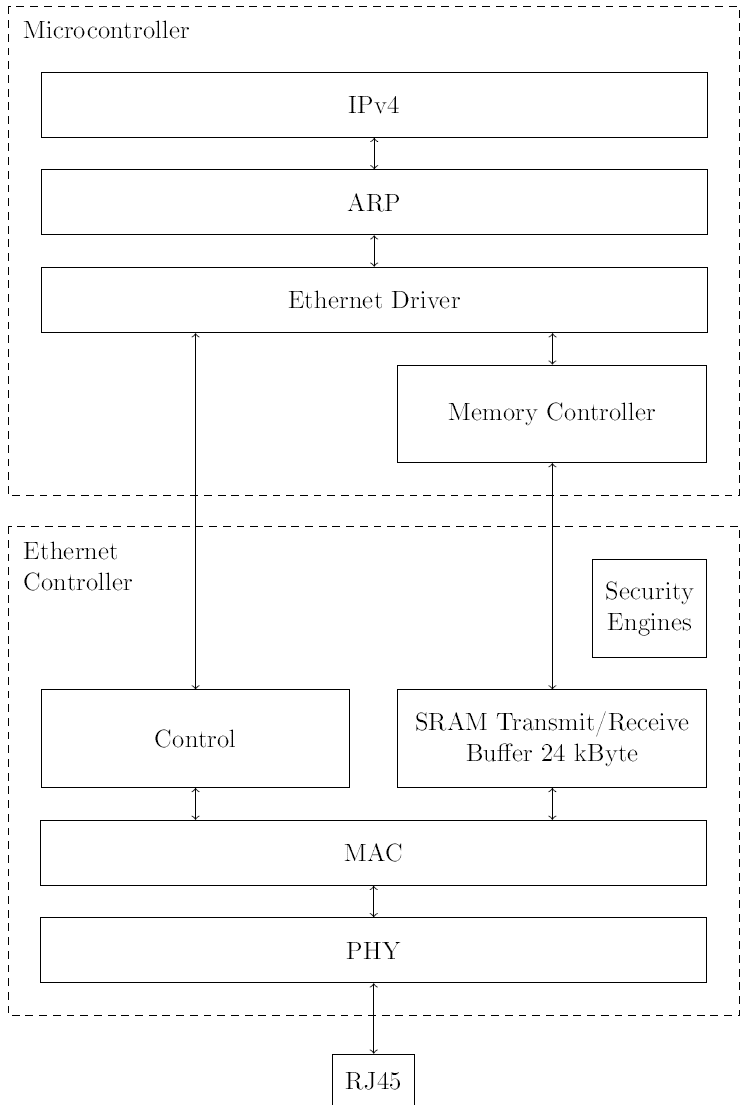 Microcontroller
IPv4
ARP
Ethernet Driver
Memory Controller
Ethernet
Controller
Security
Engines
Control
SRAM Transmit/Receive
Buffer 24 kByte
MAC
PHY
RJ45